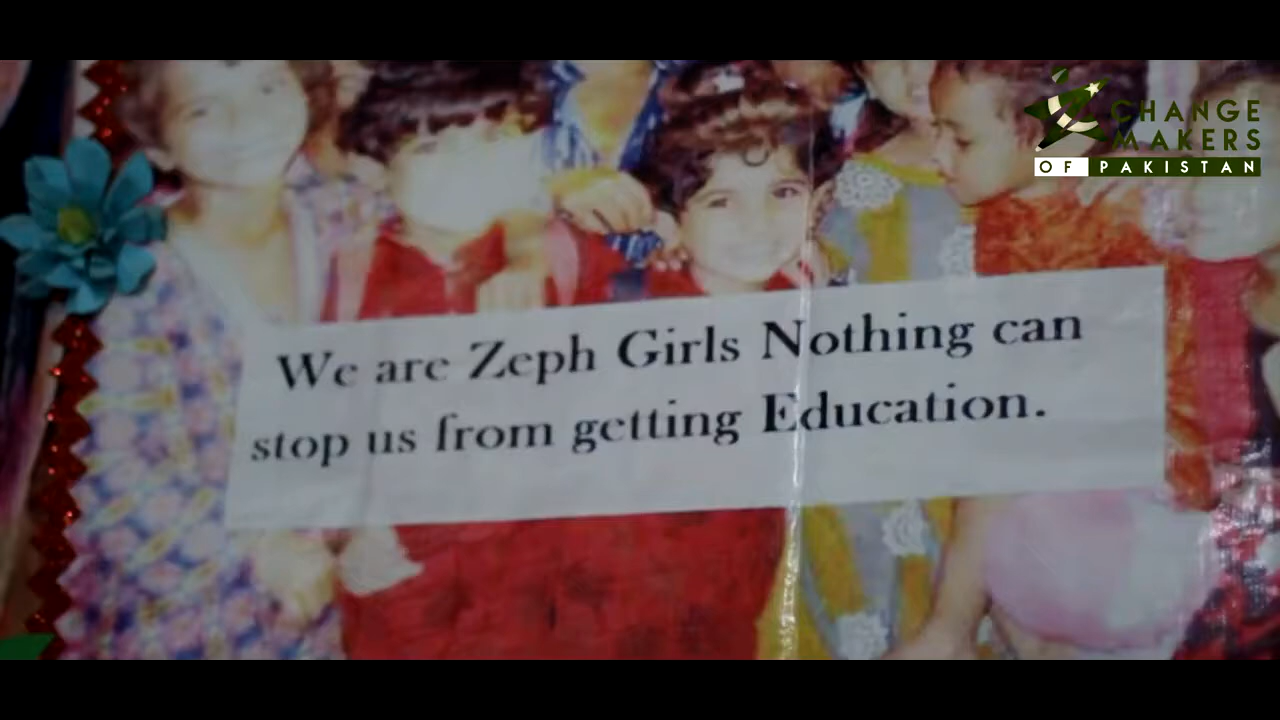 CHANGE
MAKERS
OF PAKISTAN
We are Zeph Girls Nothing can
stop us from getting Education.